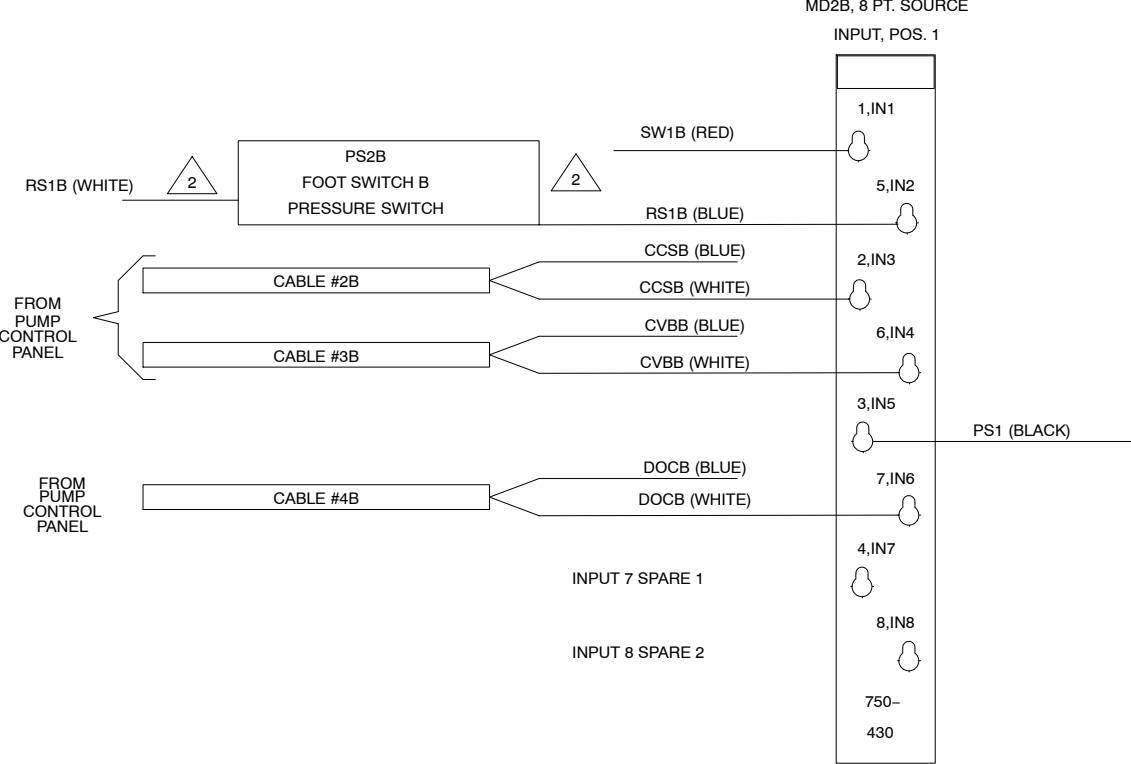 MD2B, 8 PT. SOURCE
INPUT, POS. 1
1,IN1
SW1B (RED)
PS2B
FOOT SWITCH B
PRESSURE SWITCH
2
2
RS1B (WHITE)
5,IN2
RS1B (BLUE)
CCSB (BLUE)
2,IN3
CABLE #2B
CCSB (WHITE)
FROM
PUMP
CONTROL
PANEL
CVBB (BLUE)
6,IN4
CABLE #3B
CVBB (WHITE)
3,IN5
PS1 (BLACK)
DOCB (BLUE)
7,IN6
FROM
PUMP
CONTROL
PANEL
CABLE #4B
DOCB (WHITE)
4,IN7
INPUT 7 SPARE 1
8,IN8
INPUT 8 SPARE 2
750–
430